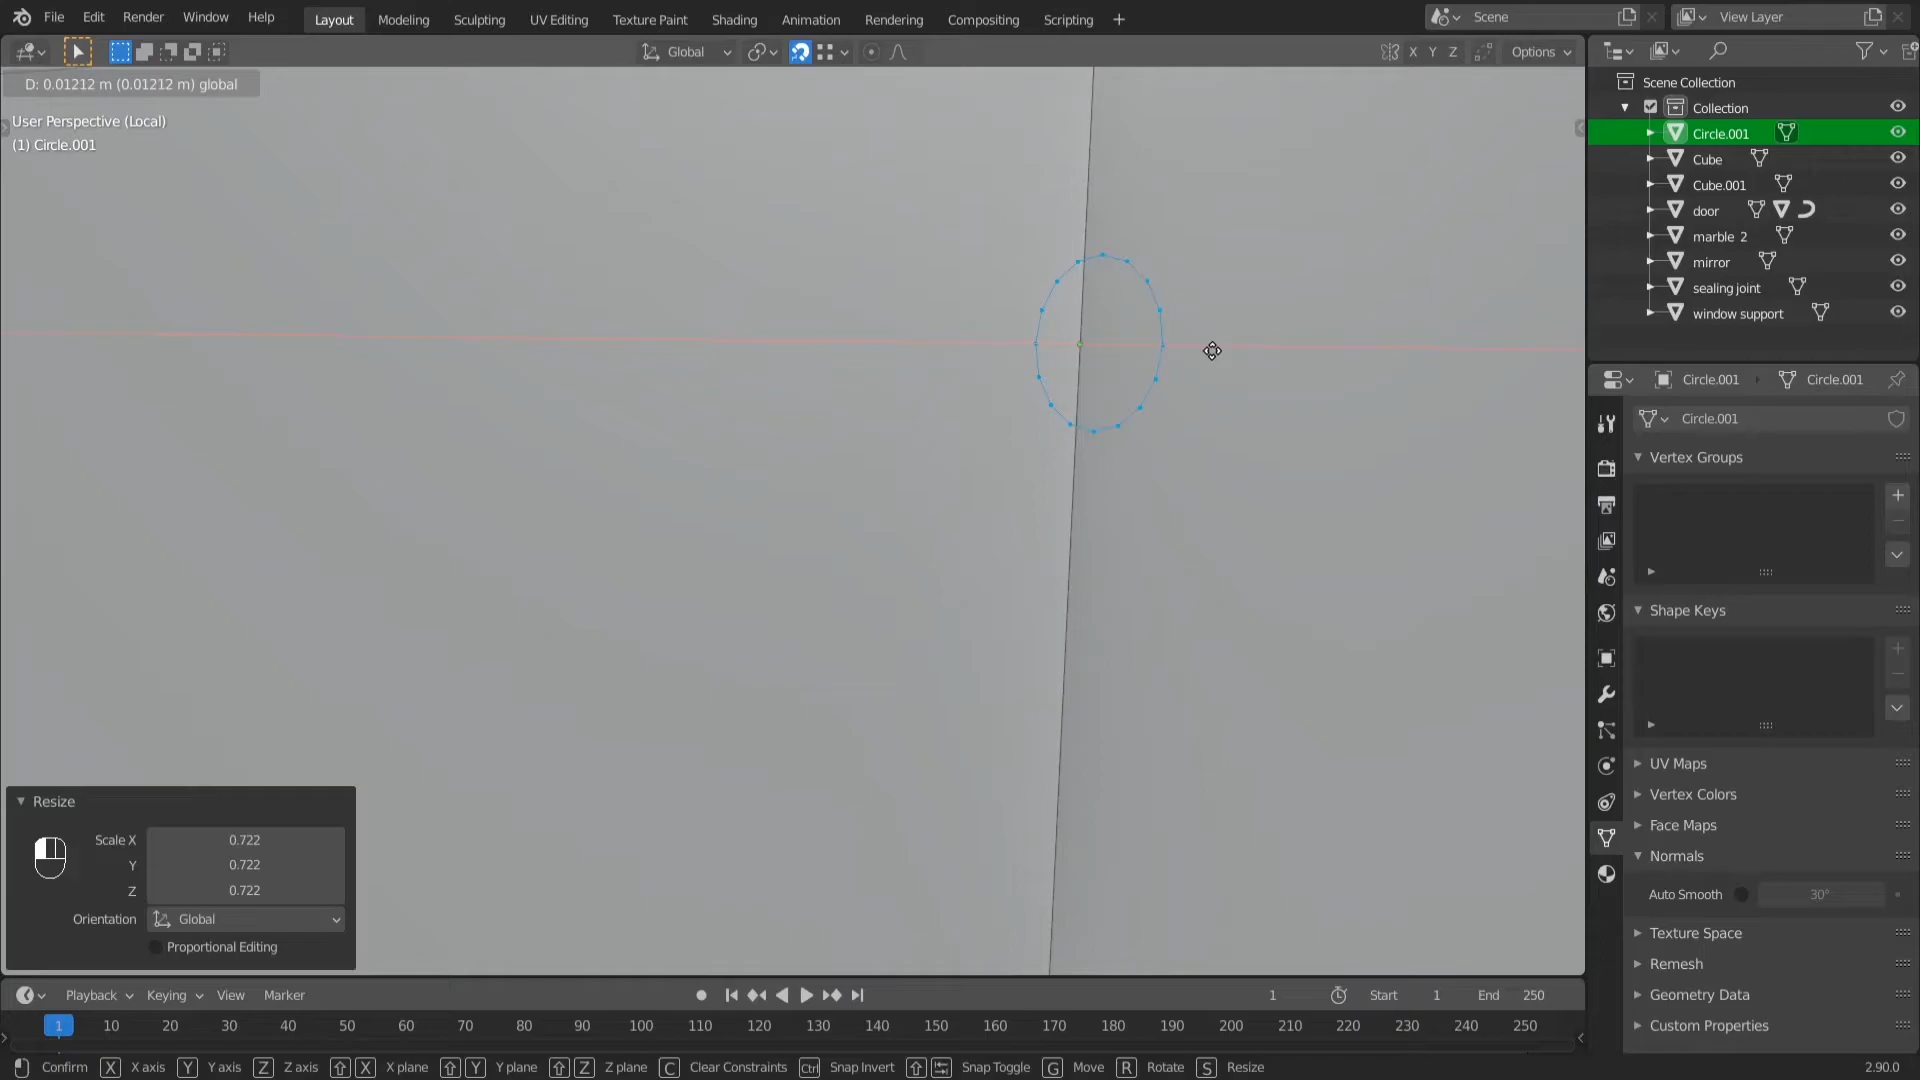 File Edit Render Window Help Layout Modeling Sculpting UV Editing Texture Paint Shading Animation Rendering Compositing Scripting + Scene View Layer
Global X Y Z Options
D: 0.01212 m (0.01212 m) global
User Perspective (Local)
(1) Circle.001
Scene Collection
Collection
Circle.001
Cube
Cube.001
door
marble 2
mirror
sealing joint
window support
Circle.001 Circle.001
Circle.001
Vertex Groups
Shape Keys
UV Maps
Vertex Colors
Face Maps
Normals
Auto Smooth 30°
Texture Space
Remesh
Geometry Data
Custom Properties
Resize
Scale X 0.722
Y 0.722
Z 0.722
Orientation Global
Proportional Editing
Playback Keying View Marker 1 Start 1 End 250
1 10 20 30 40 50 60 70 80 90 100 110 120 130 140 150 160 170 180 190 200 210 220 230 240 250
Confirm X X axis Y Y axis Z Z axis X X plane Y Y plane Z Z plane C Clear Constraints Ctrl Snap Invert Snap Toggle G Move R Rotate S Resize 2.90.0